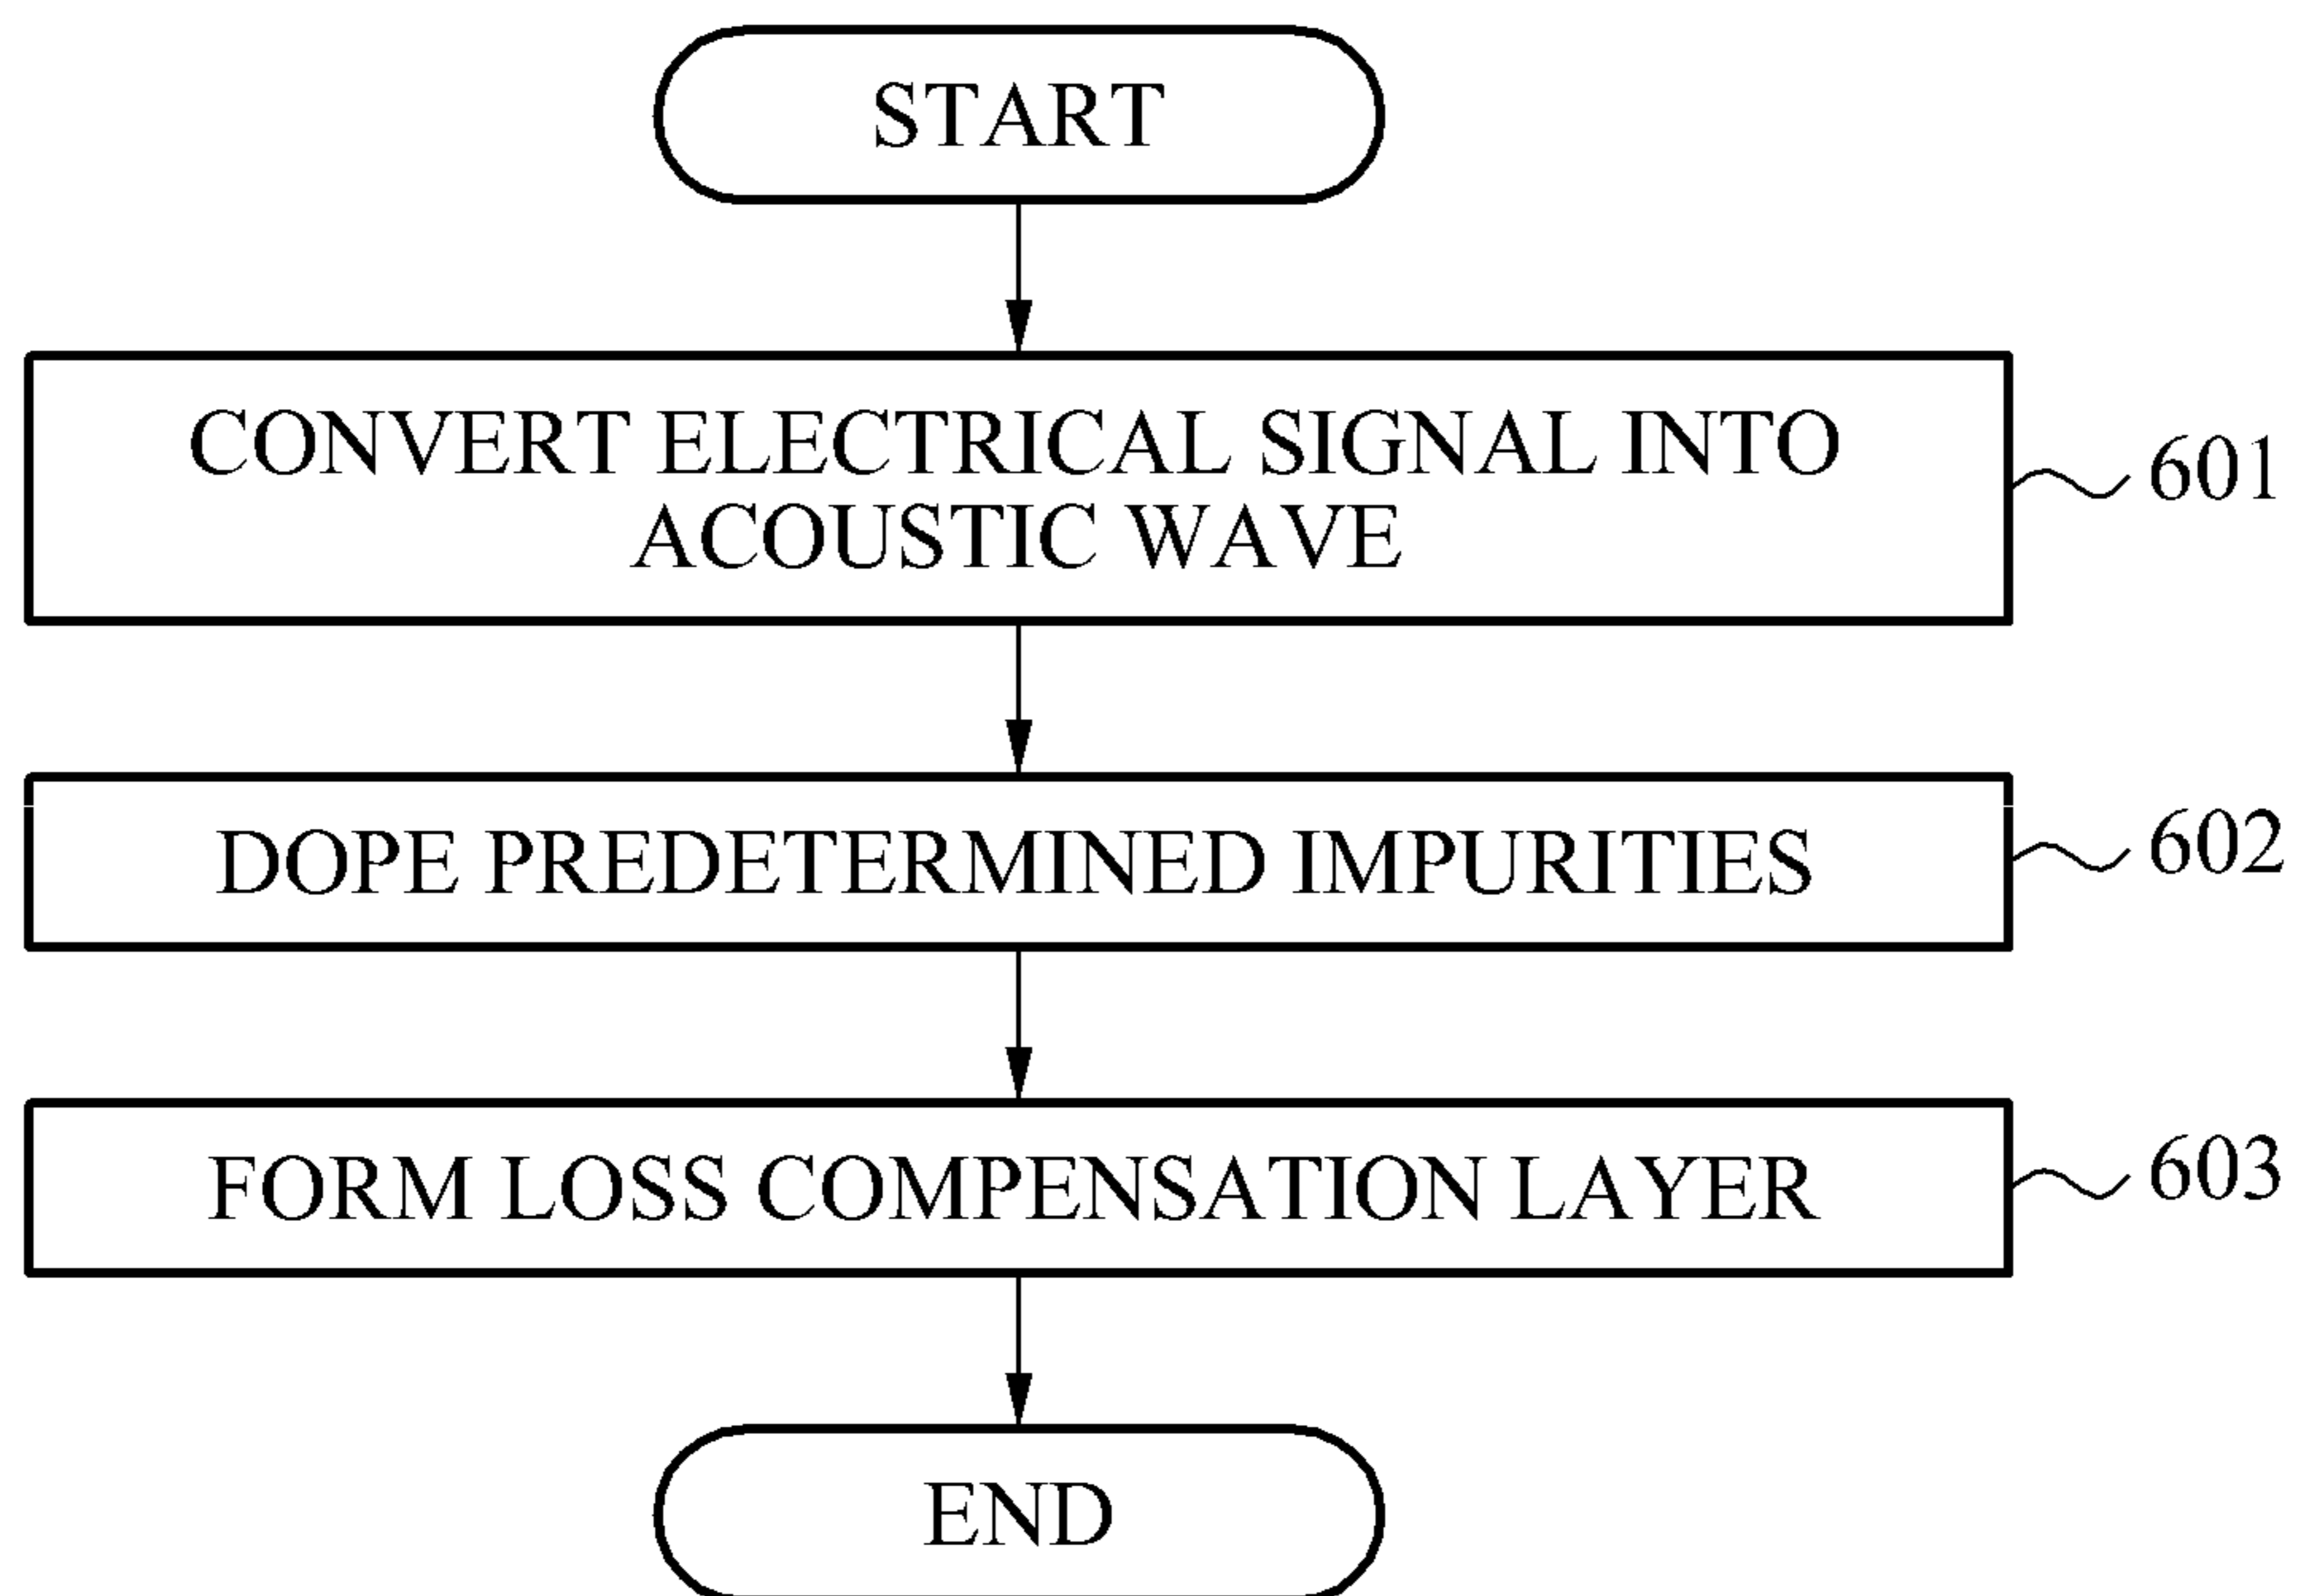 START
CONVERT ELECTRICAL SIGNAL INTO
ACOUSTIC WAVE
601
DOPE PREDETERMINED IMPURITIES
602
FORM LOSS COMPENSATION LAYER
603
END